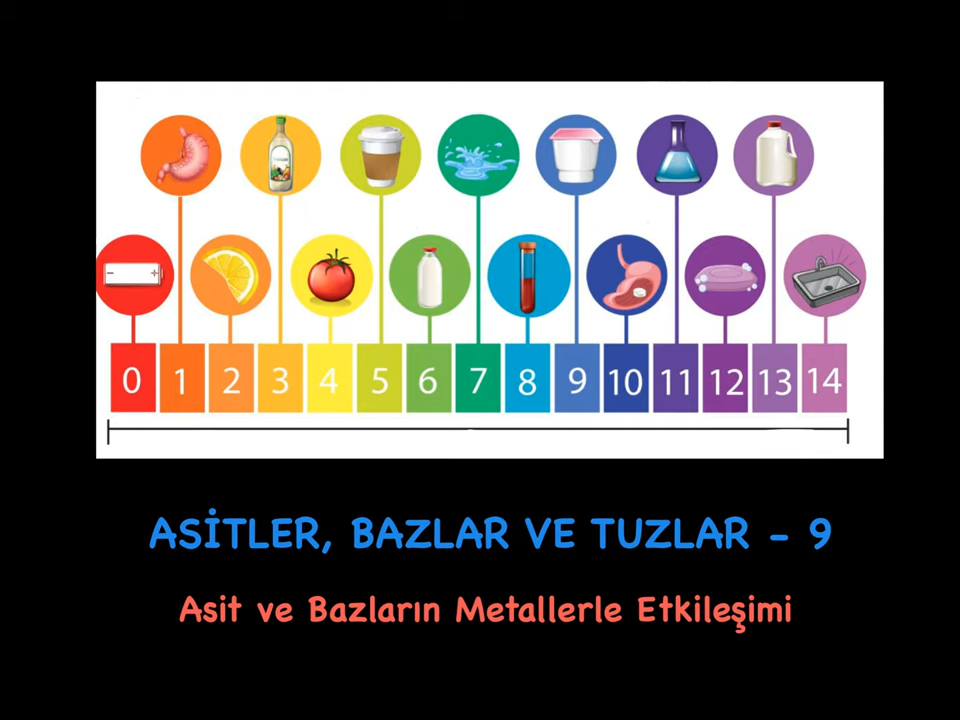 0 1 2 3 4 5 6 7 8 9 10 11 12 13 14
ASİTLER, BAZLAR VE TUZLAR - 9
Asit ve Bazların Metallerle Etkileşimi